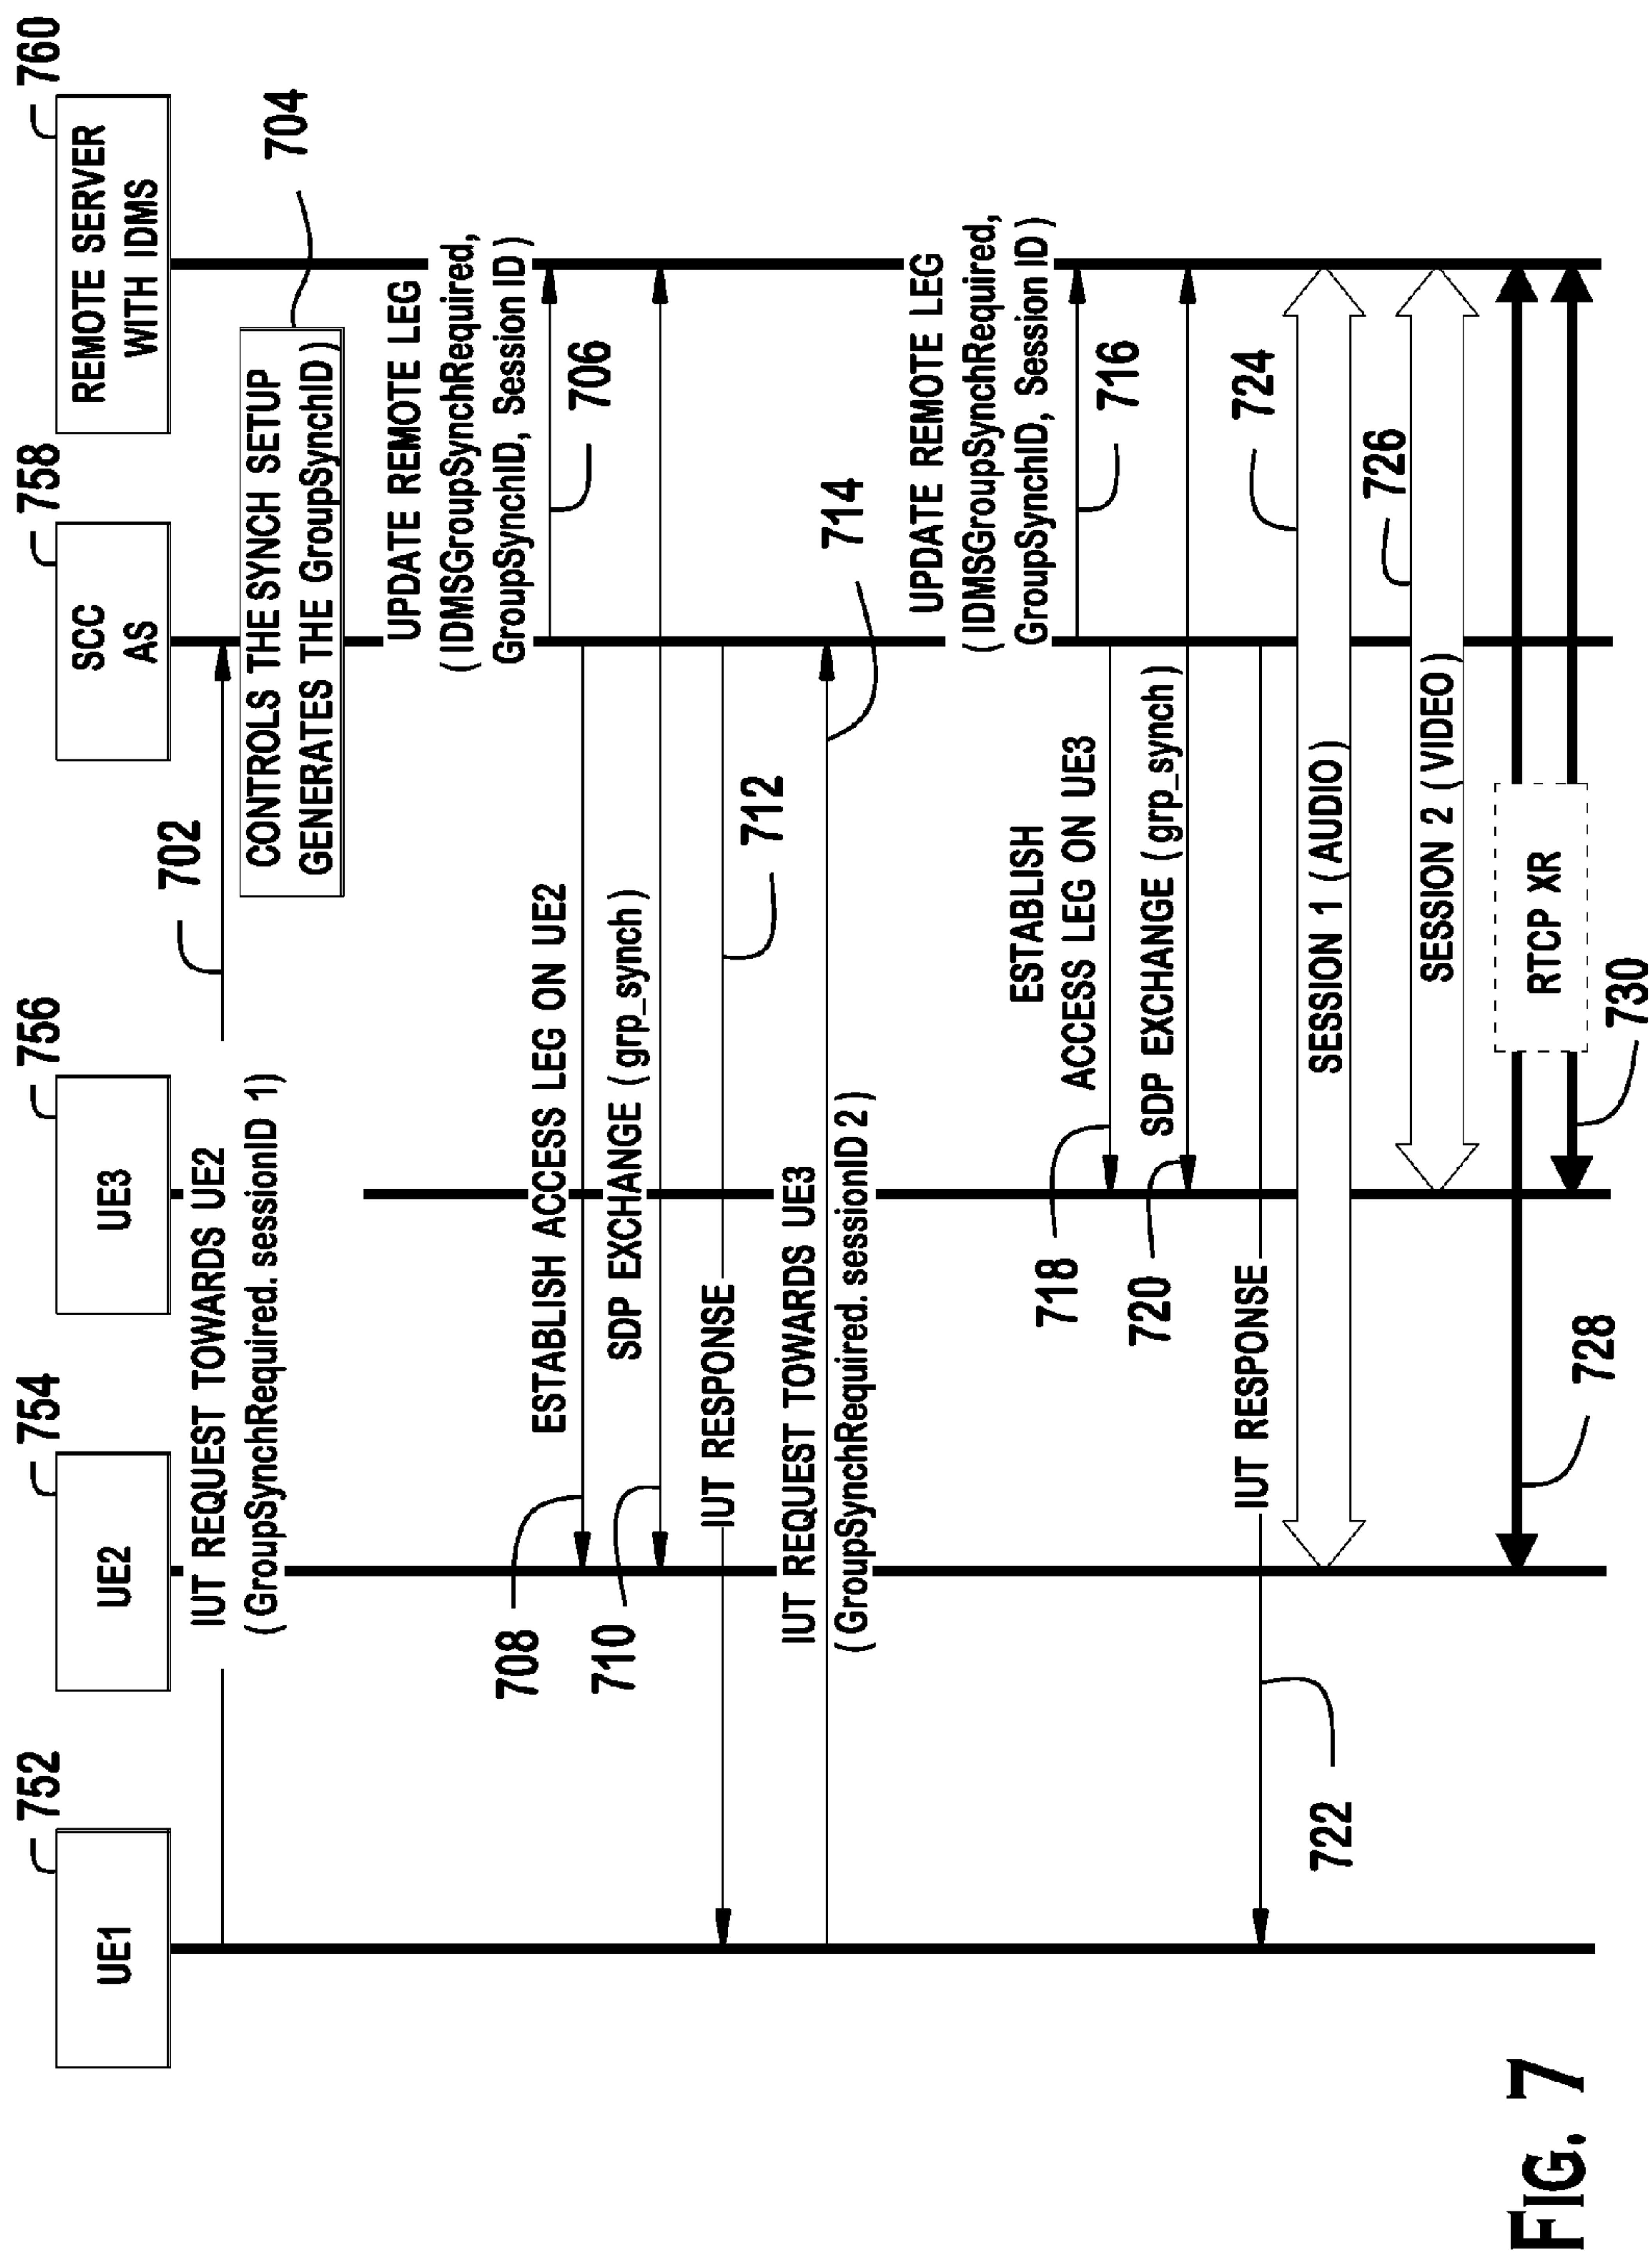 752
754
756
758
760
UE1
UE2
UE3
SCC
AS
REMOTE SERVER
WITH IDMS
702
IUT REQUEST TOWARDS UE2
(GroupSynchRequired.sessionID 1)
704
CONTROLS THE SYNCH SETUP
GENERATES THE GroupSynchID)
UPDATE REMOTE LEG
(IDMSGroupSynchRequired,
GroupSynchID, Session ID)
706
708
ESTABLISH ACCESS LEG ON UE2
710
SDP EXCHANGE (grp_synch)
IUT RESPONSE
712
714
IUT REQUEST TOWARDS UE3
(GroupSynchRequired.sessionID 2)
UPDATE REMOTE LEG
(IDMSGroupSynchRequired,
GroupSynchID, Session ID)
716
718
ESTABLISH
ACCESS LEG ON UE3
720
SDP EXCHANGE (grp_synch)
IUT RESPONSE
722
724
SESSION 1 (AUDIO)
726
SESSION 2 (VIDEO)
RTCP XR
728
730
FIG. 7